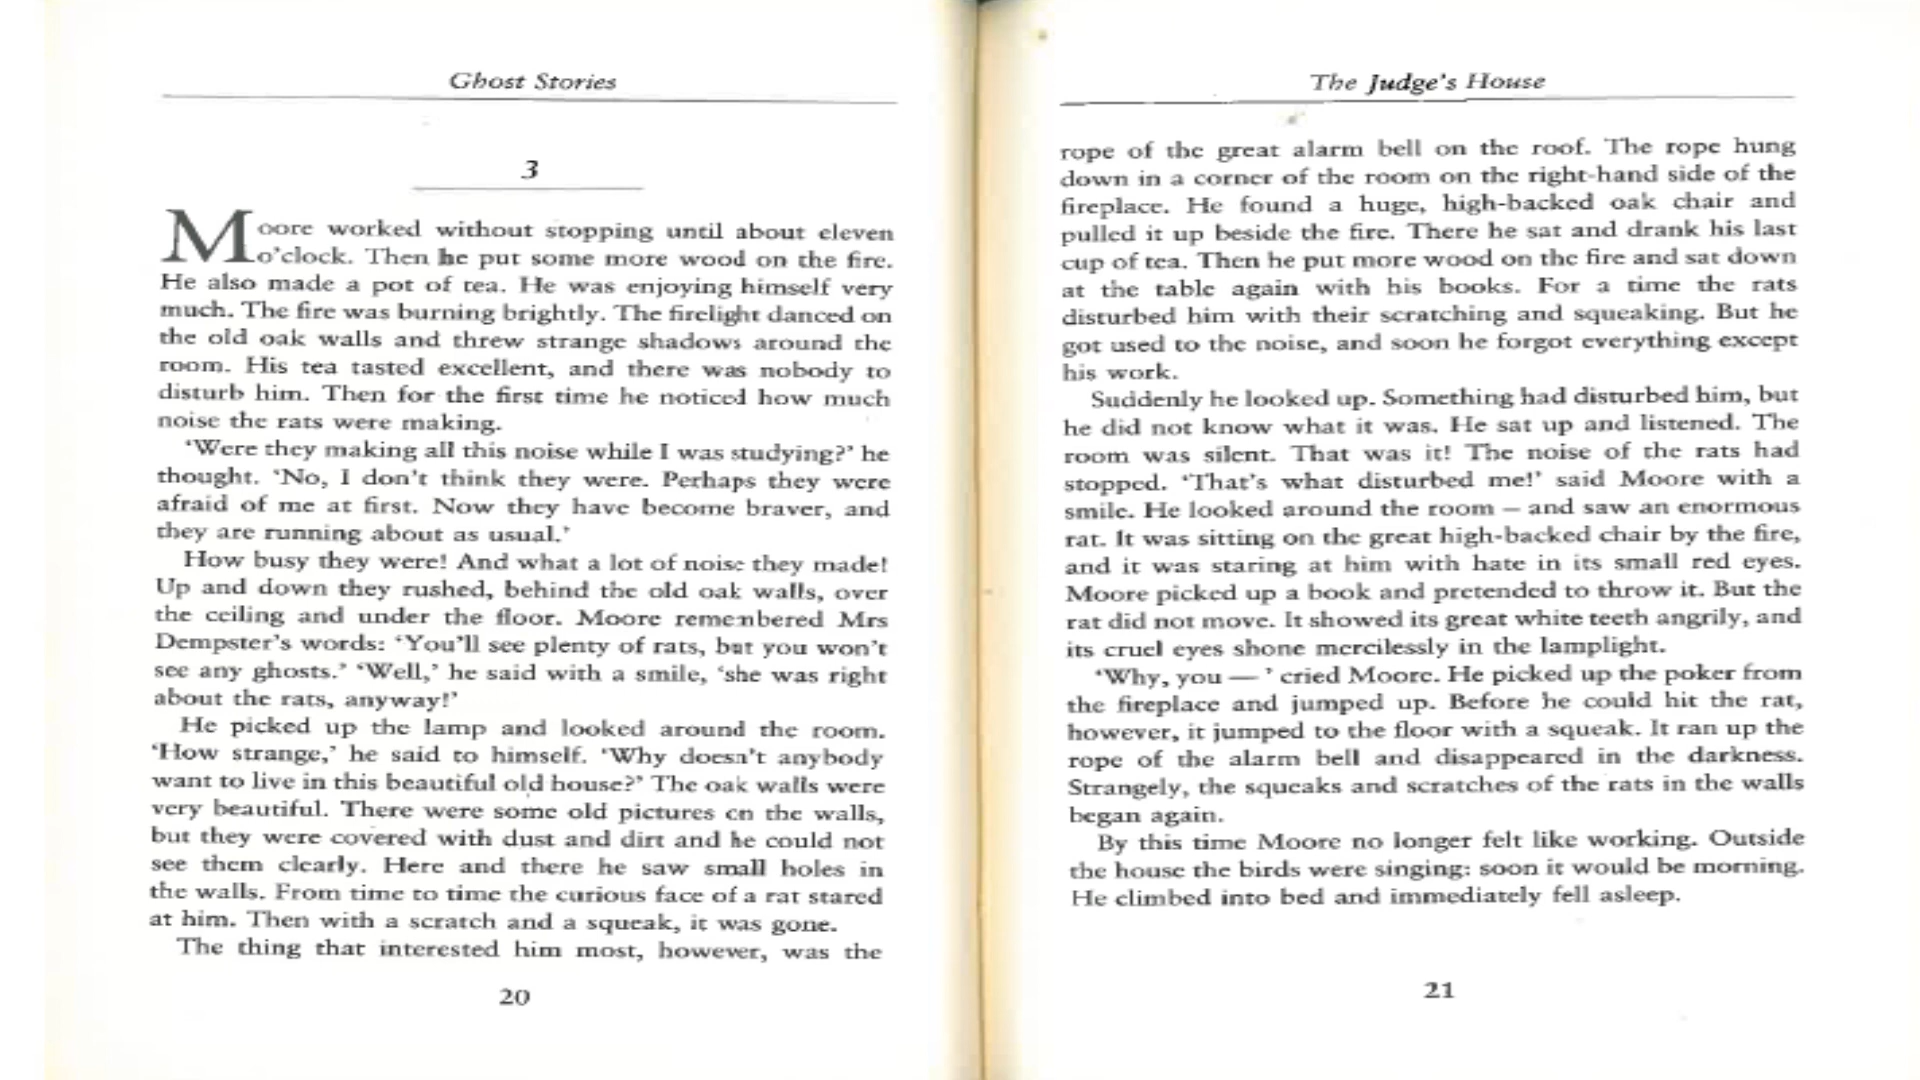 Ghost Stories
3
Moore worked without stopping until about eleven
o'clock. Then he put some more wood on the fire.
He also made a pot of tea. He was enjoying himself very
much. The fire was burning brightly. The firelight danced on
the old oak walls and threw strange shadows around the
room. His tea tasted excellent, and there was nobody to
disturb him. Then for the first time he noticed how much
noise the rats were making.
'Were they making all this noise while I was studying?' he
thought. 'No, I don't think they were. Perhaps they were
afraid of me at first. Now they have become braver, and
they are running about as usual.'
How busy they were! And what a lot of noise they made!
Up and down they rushed, behind the old oak walls, over
the ceiling and under the floor. Moore remembered Mrs
Dempster's words: 'You'll see plenty of rats, but you won't
see any ghosts.' 'Well,' he said with a smile, 'she was right
about the rats, anyway!'
He picked up the lamp and looked around the room.
'How strange,' he said to himself. 'Why doesn't anybody
want to live in this beautiful old house?' The oak walls were
very beautiful. There were some old pictures on the walls,
but they were covered with dust and dirt and he could not
see them clearly. Here and there he saw small holes in
the walls. From time to time the curious face of a rat stared
at him. Then with a scratch and a squeak, it was gone.
The thing that interested him most, however, was the
20
The Judge's House
rope of the great alarm bell on the roof. The rope hung
down in a corner of the room on the right-hand side of the
fireplace. He found a huge, high-backed oak chair and
pulled it up beside the fire. There he sat and drank his last
cup of tea. Then he put more wood on the fire and sat down
at the table again with his books. For a time the rats
disturbed him with their scratching and squeaking. But he
got used to the noise, and soon he forgot everything except
his work.
Suddenly he looked up. Something had disturbed him, but
he did not know what it was. He sat up and listened. The
room was silent. That was it! The noise of the rats had
stopped. 'That's what disturbed me!' said Moore with a
smile. He looked around the room – and saw an enormous
rat. It was sitting on the great high-backed chair by the fire,
and it was staring at him with hate in its small red eyes.
Moore picked up a book and pretended to throw it. But the
rat did not move. It showed its great white teeth angrily, and
its cruel eyes shone mercilessly in the lamplight.
'Why, you — ' cried Moore. He picked up the poker from
the fireplace and jumped up. Before he could hit the rat,
however, it jumped to the floor with a squeak. It ran up the
rope of the alarm bell and disappeared in the darkness.
Strangely, the squeaks and scratches of the rats in the walls
began again.
By this time Moore no longer felt like working. Outside
the house the birds were singing: soon it would be morning.
He climbed into bed and immediately fell asleep.
21